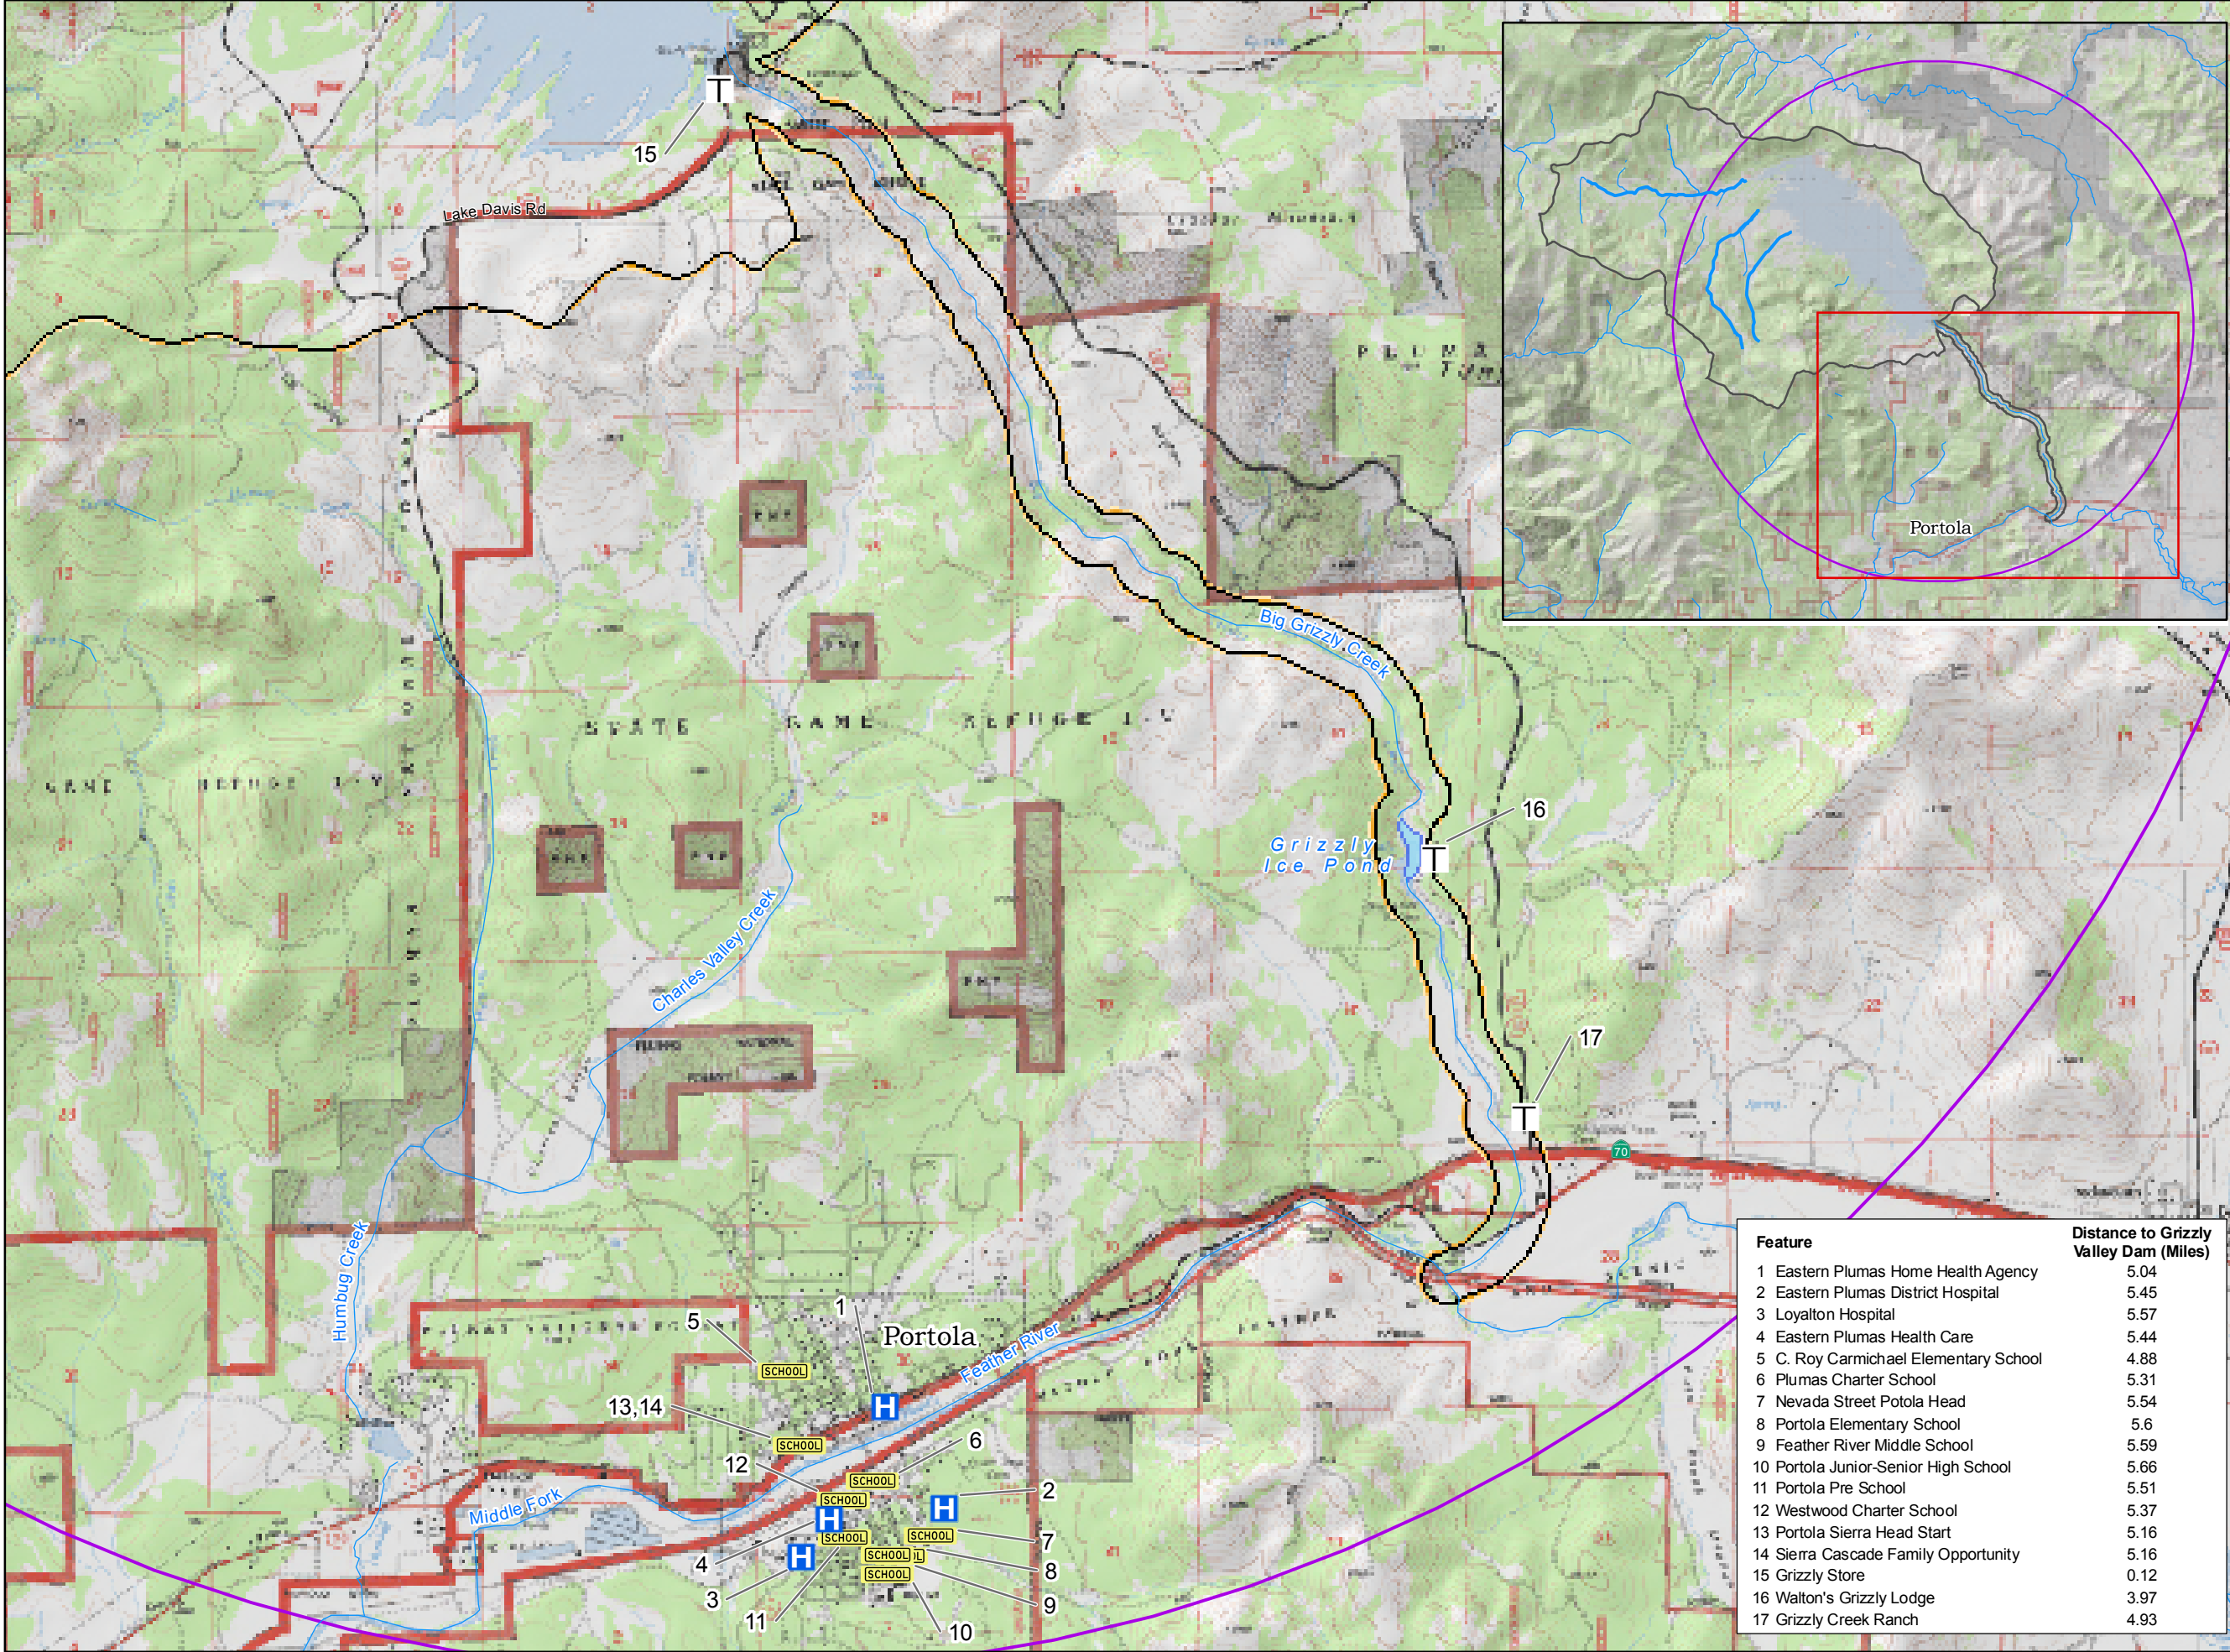 T
15
Lake Davis Rd
Portola
Big Grizzly Creek
STATE GAME REFUGE 1-V
GAME REFUGE 1-V
16
Grizzly
Ice Pond
T
Charles Valley Creek
17
T
70
Humbug Creek
1
5
Portola
SCHOOL
Feather River
13,14
H
SCHOOL
6
12
SCHOOL
2
SCHOOL
H
Middle Fork
H
SCHOOL
SCHOOL
7
4
H
SCHOOL
8
3
SCHOOL
9
11
10
Feature Distance to Grizzly Valley Dam (Miles)
1 Eastern Plumas Home Health Agency 5.04
2 Eastern Plumas District Hospital 5.45
3 Loyalton Hospital 5.57
4 Eastern Plumas Health Care 5.44
5 C. Roy Carmichael Elementary School 4.88
6 Plumas Charter School 5.31
7 Nevada Street Potola Head 5.54
8 Portola Elementary School 5.6
9 Feather River Middle School 5.59
10 Portola Junior-Senior High School 5.66
11 Portola Pre School 5.51
12 Westwood Charter School 5.37
13 Portola Sierra Head Start 5.16
14 Sierra Cascade Family Opportunity 5.16
15 Grizzly Store 0.12
16 Walton's Grizzly Lodge 3.97
17 Grizzly Creek Ranch 4.93